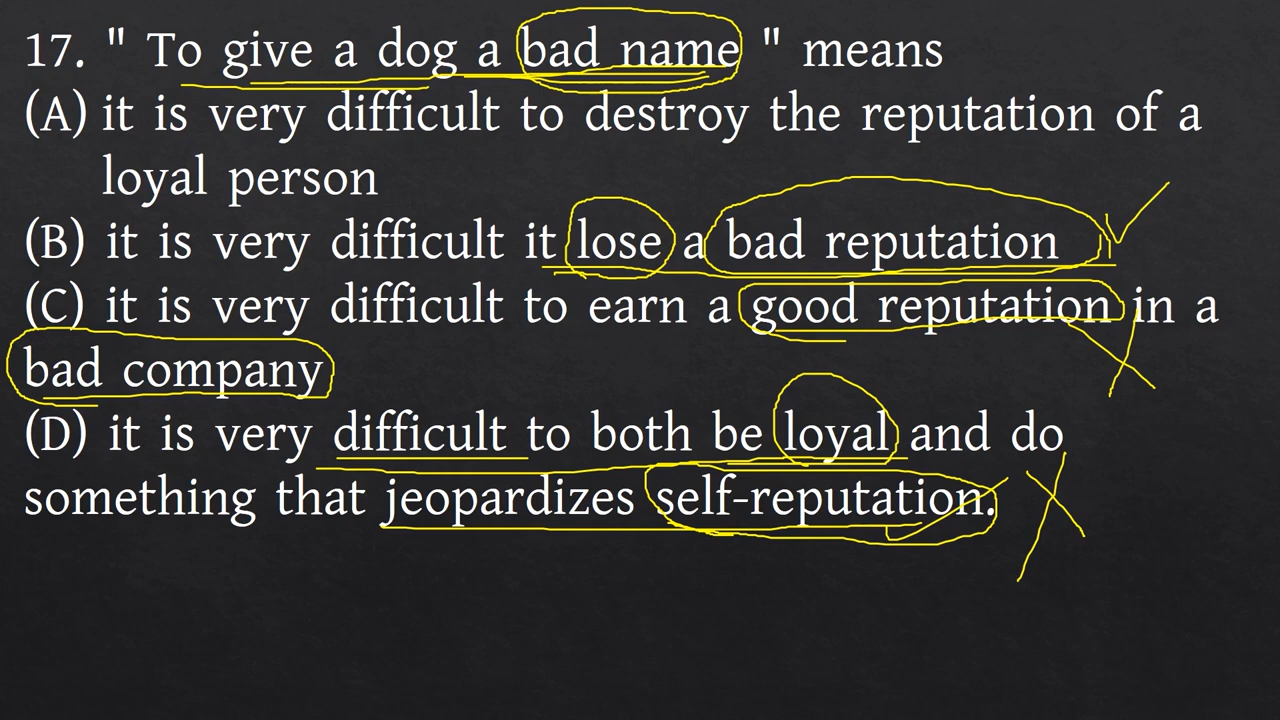 17. " To give a dog a bad name " means
(A) it is very difficult to destroy the reputation of a
loyal person
(B) it is very difficult it lose a bad reputation
(C) it is very difficult to earn a good reputation in a
bad company
(D) it is very difficult to both be loyal and do
something that jeopardizes self-reputation.